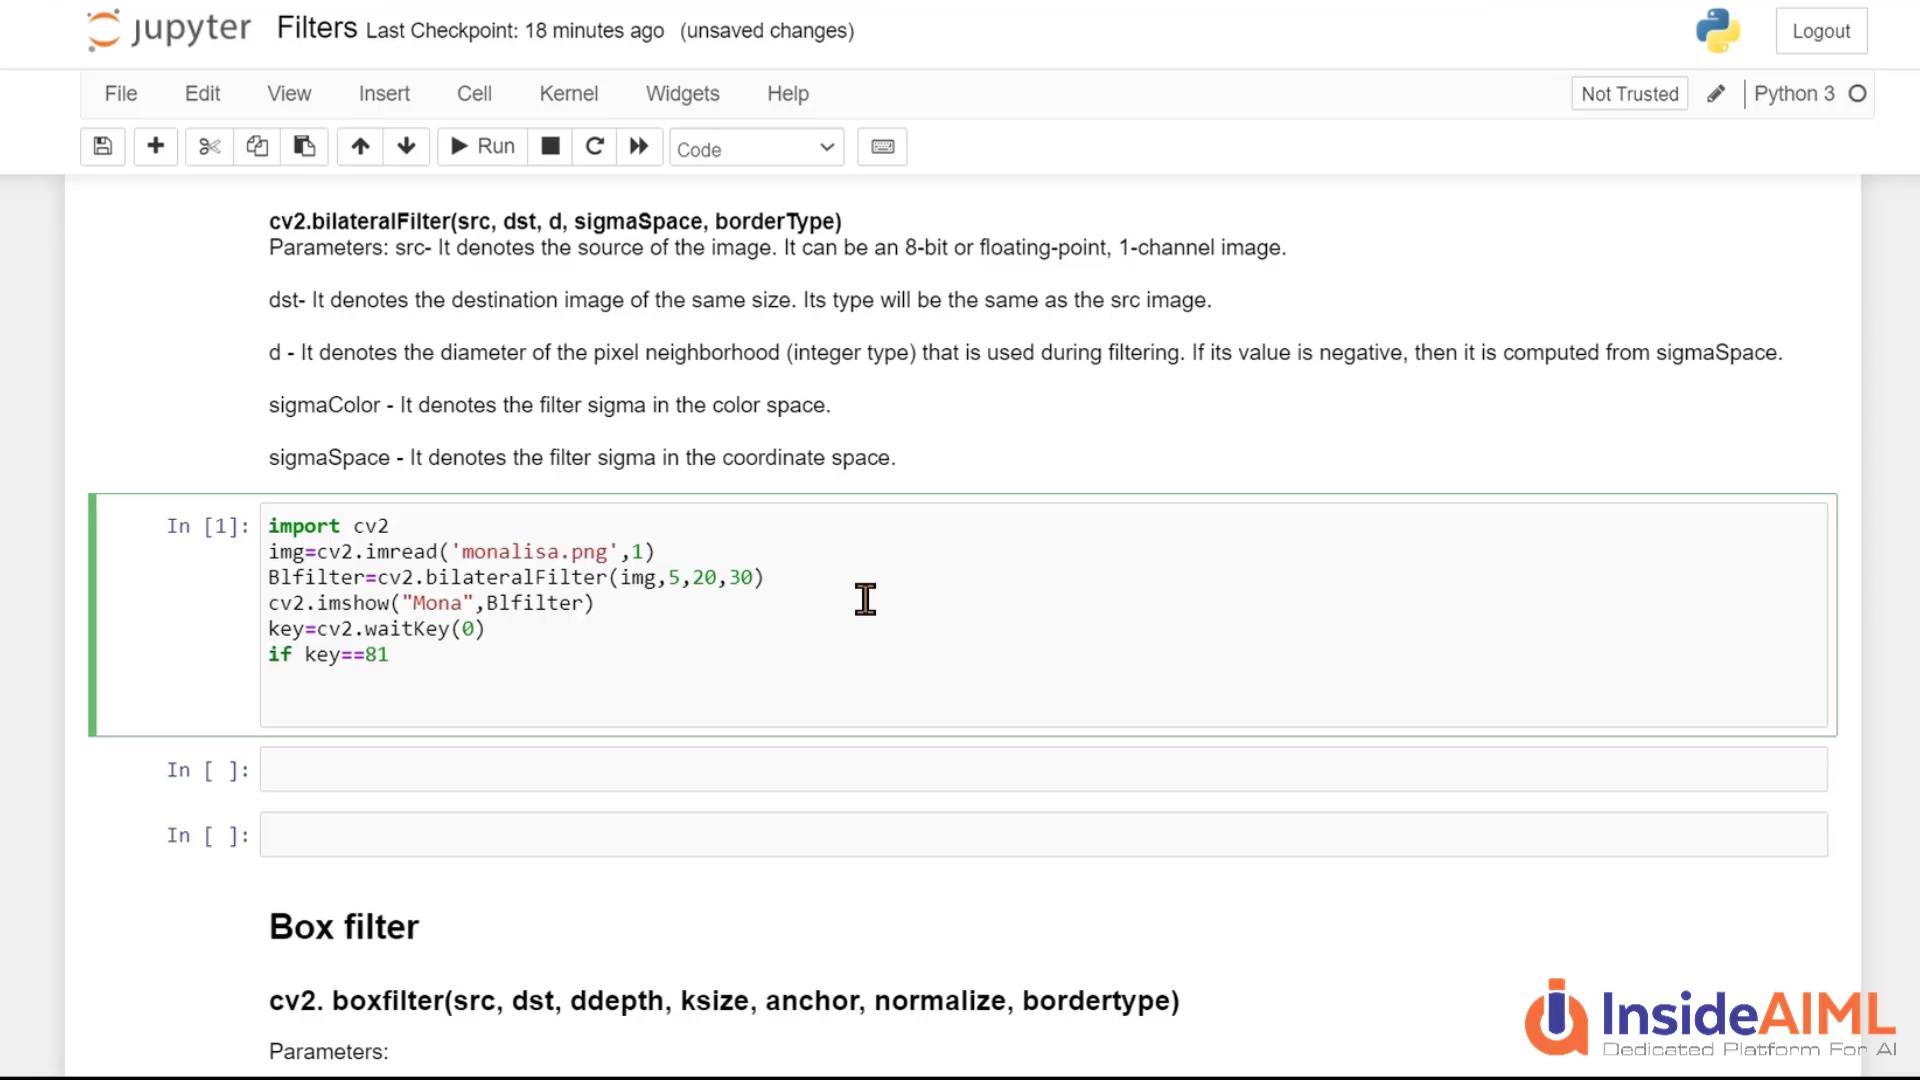 jupyter Filters Last Checkpoint: 18 minutes ago (unsaved changes) Logout
File Edit View Insert Cell Kernel Widgets Help Not Trusted Python 3
Run Code
cv2.bilateralFilter(src, dst, d, sigmaSpace, borderType)
Parameters: src- It denotes the source of the image. It can be an 8-bit or floating-point, 1-channel image.
dst- It denotes the destination image of the same size. Its type will be the same as the src image.
d - It denotes the diameter of the pixel neighborhood (integer type) that is used during filtering. If its value is negative, then it is computed from sigmaSpace.
sigmaColor - It denotes the filter sigma in the color space.
sigmaSpace - It denotes the filter sigma in the coordinate space.
In [1]: import cv2
img=cv2.imread('monalisa.png',1)
Blfilter=cv2.bilateralFilter(img,5,20,30)
cv2.imshow("Mona",Blfilter)
key=cv2.waitKey(0)
if key==81
In [ ]:
In [ ]:
Box filter
cv2. boxfilter(src, dst, ddepth, ksize, anchor, normalize, bordertype)
Parameters:
InsideAIML
Dedicated Platform For AI